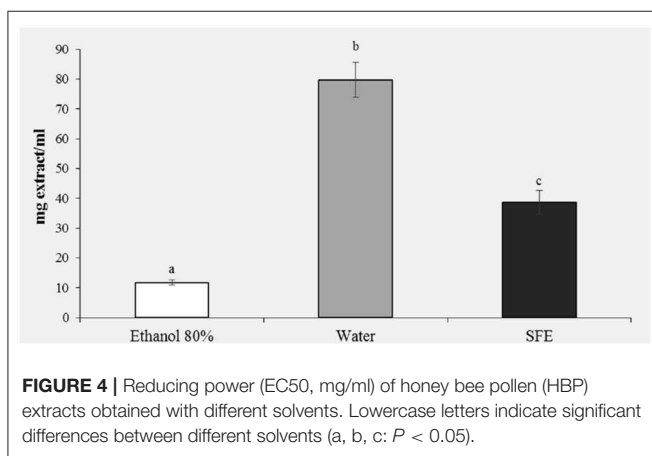 90
80
70
60
50
40
30
20
10
0
mg extract/ml
a
b
c
Ethanol 80%
Water
SFE
FIGURE 4 | Reducing power (EC50, mg/ml) of honey bee pollen (HBP)
extracts obtained with different solvents. Lowercase letters indicate significant
differences between different solvents (a, b, c: P < 0.05).